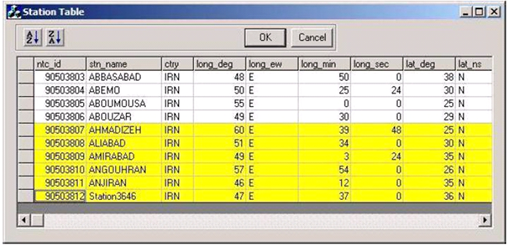 Station Table
A Z Z A OK Cancel
ntc_id stn_name ctry long_deg long_ew long_min long_sec lat_deg lat_ns
90503803 ABBASABAD IRN 48 E 50 0 38 N
90503804 ABEMO IRN 50 E 25 24 30 N
90503805 ABOUMOUSA IRN 55 E 0 0 25 N
90503806 ABOUZAR IRN 49 E 30 0 29 N
90503807 AHMADIZEH IRN 60 E 39 48 25 N
90503808 ALIABAD IRN 51 E 34 0 30 N
90503809 AMIRABAD IRN 49 E 3 24 35 N
90503810 ANGOUHRAN IRN 57 E 54 0 26 N
90503811 ANJIRAN IRN 46 E 12 0 35 N
90503812 Station3646 IRN 47 E 37 0 36 N